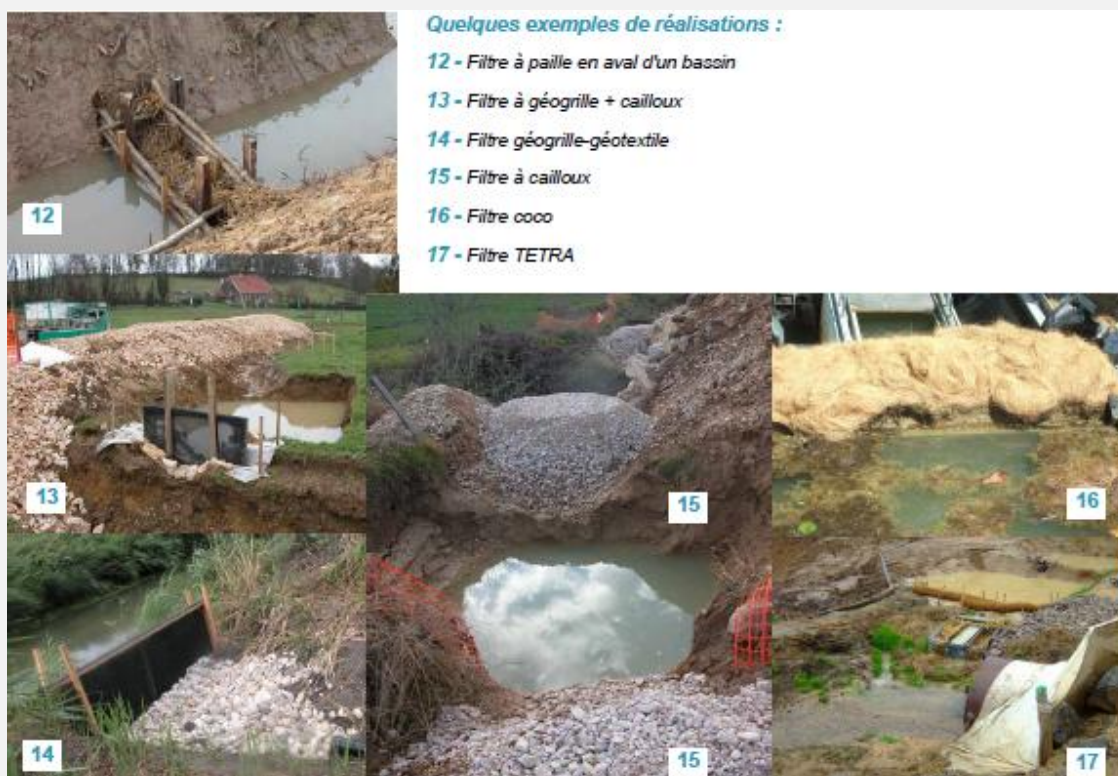 Quelques exemples de réalisations :
12 - Filtre à paille en aval d'un bassin
13 - Filtre à géogrille + cailloux
14 - Filtre géogrille-géotextile
15 - Filtre à cailloux
16 - Filtre coco
17 - Filtre TETRA
12
13
15
16
14
15
17